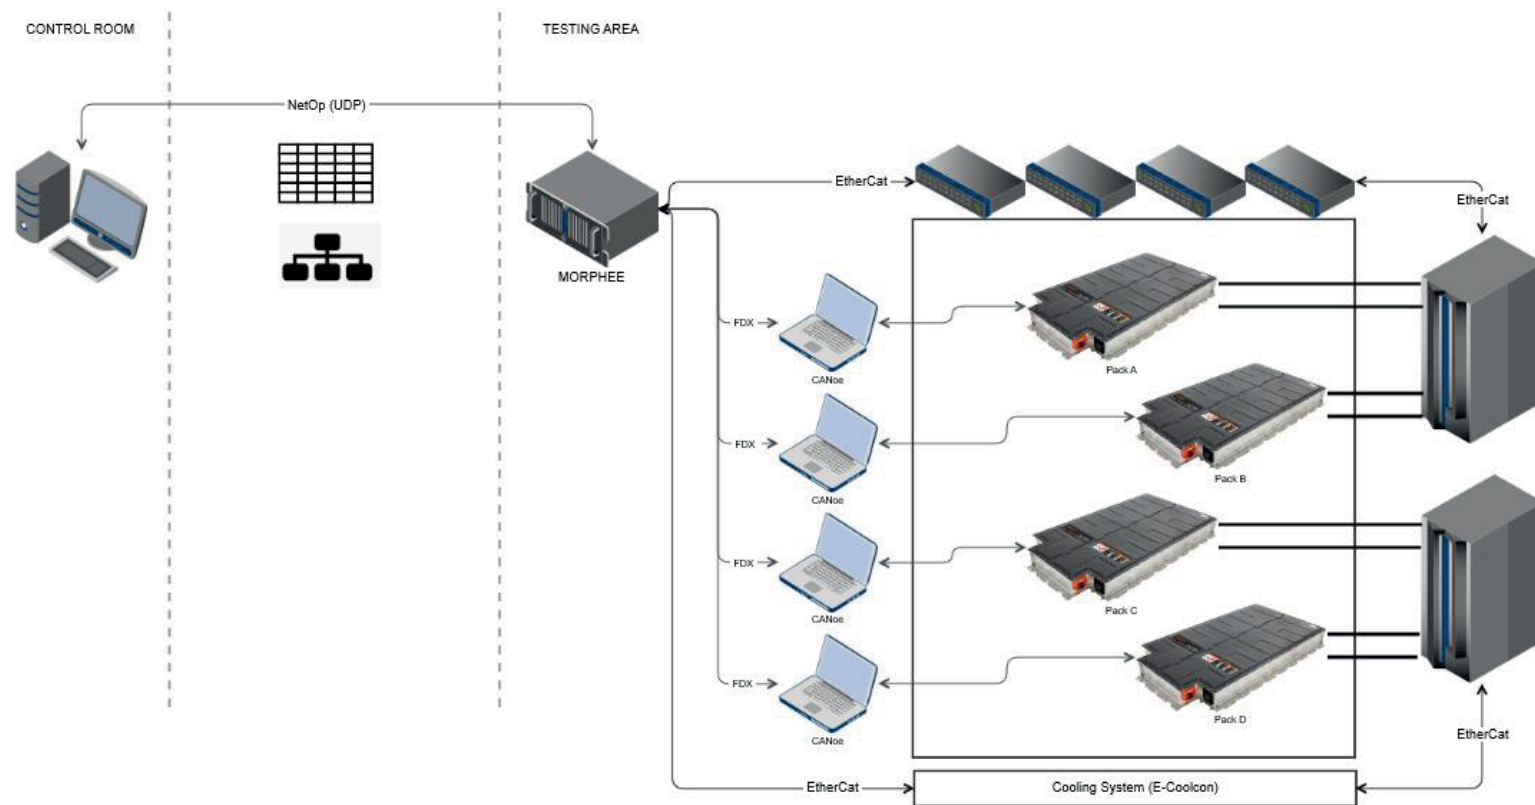 CONTROL ROOM
TESTING AREA
NetOp (UDP)
EtherCat
EtherCat
MORPHEE
FDX
CANoe
Pack A
FDX
CANoe
Pack B
FDX
CANoe
Pack C
FDX
CANoe
Pack D
EtherCat
EtherCat
Cooling System (E-Coolcon)